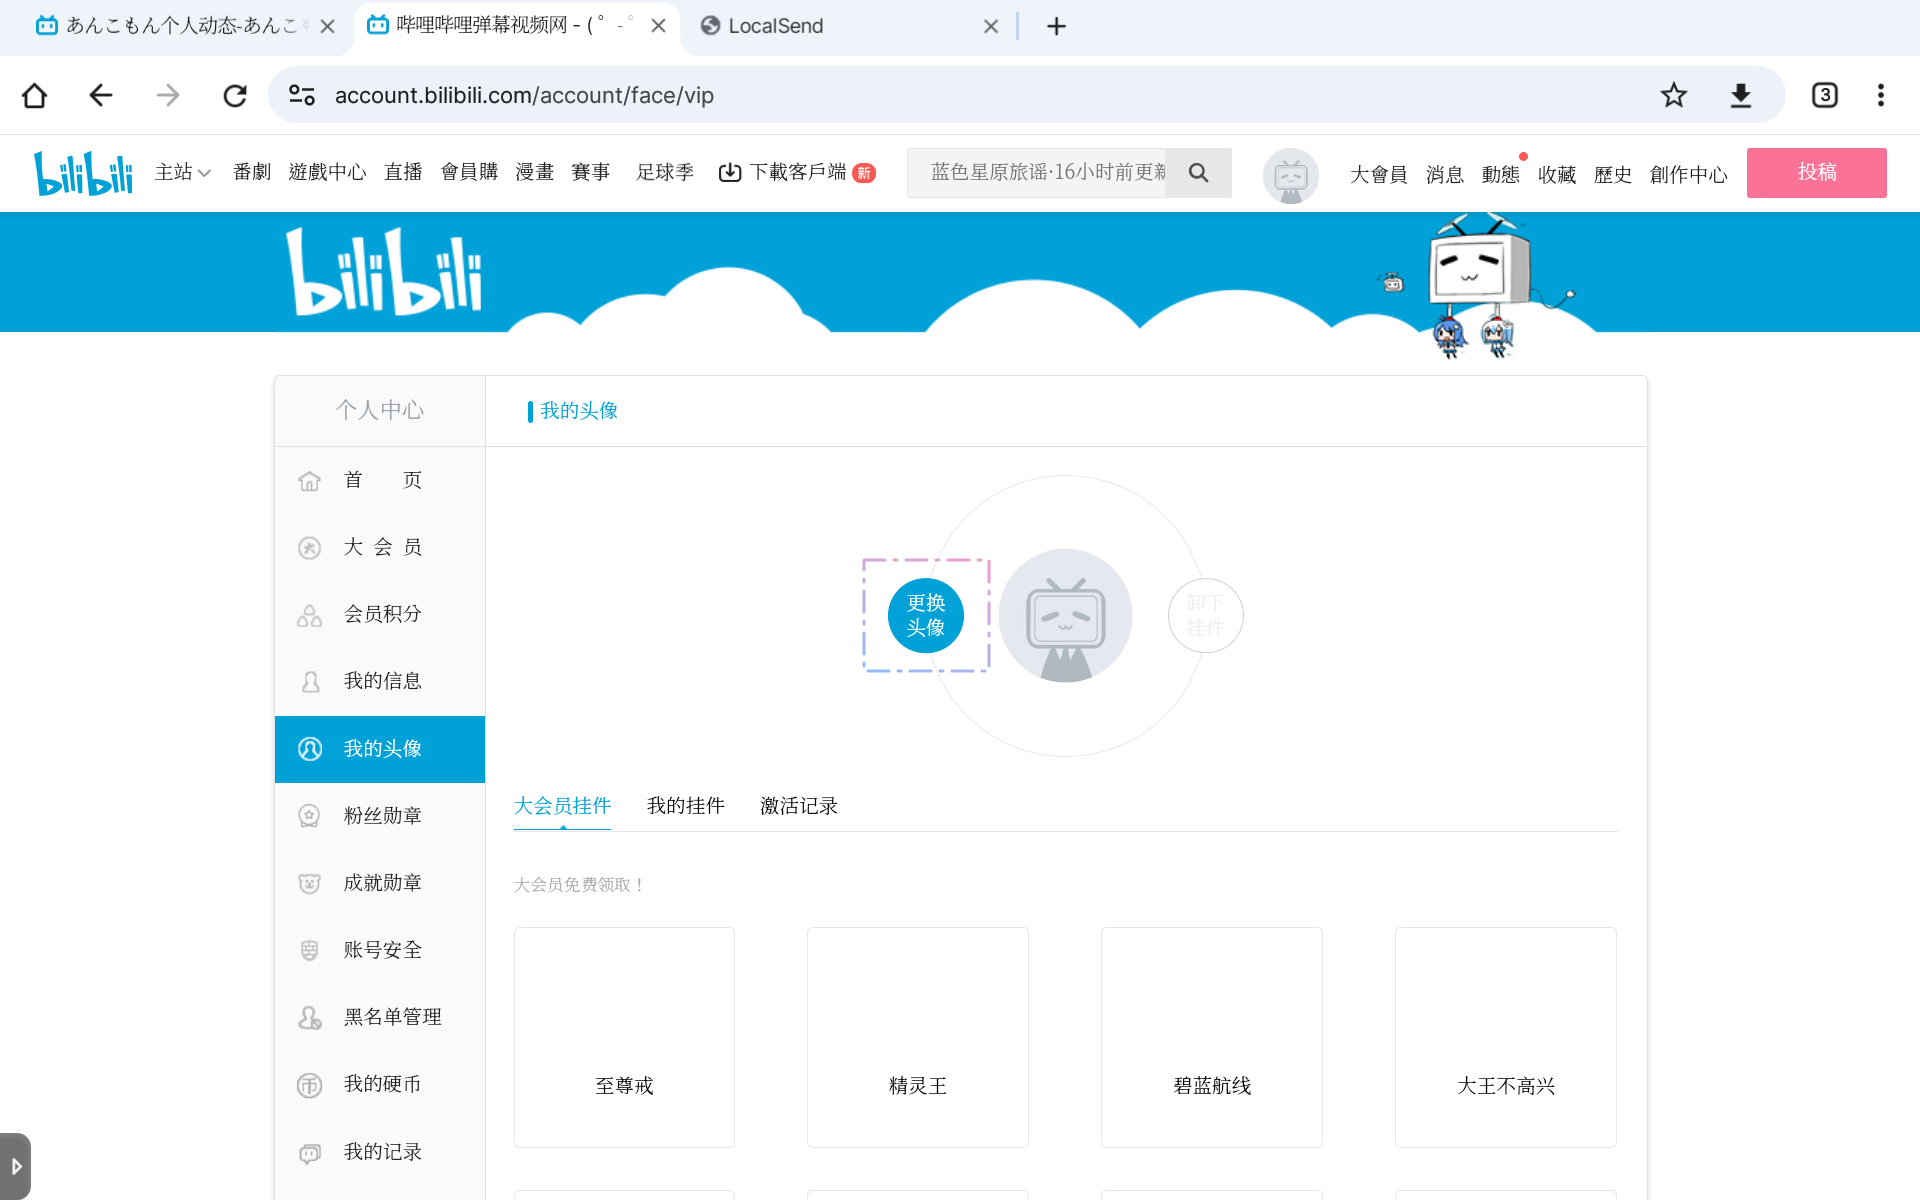 あんこもん个人动态-あんこも
哔哩哔哩弹幕视频网 - ( ゜- ゜
LocalSend
account.bilibili.com/account/face/vip
3
bilibili
主站
番劇
遊戲中心
直播
會員購
漫畫
賽事
足球季
下載客戶端
新
蓝色星原旅谣·16小时前更新
大會員
消息
動態
收藏
歷史
創作中心
投稿
bilibili
个人中心
我的头像
首 页
大 会 员
会员积分
我的信息
我的头像
粉丝勋章
成就勋章
账号安全
黑名单管理
我的硬币
我的记录
更换
头像
卸下
挂件
大会员挂件
我的挂件
激活记录
大会员免费领取！
至尊戒
精灵王
碧蓝航线
大王不高兴